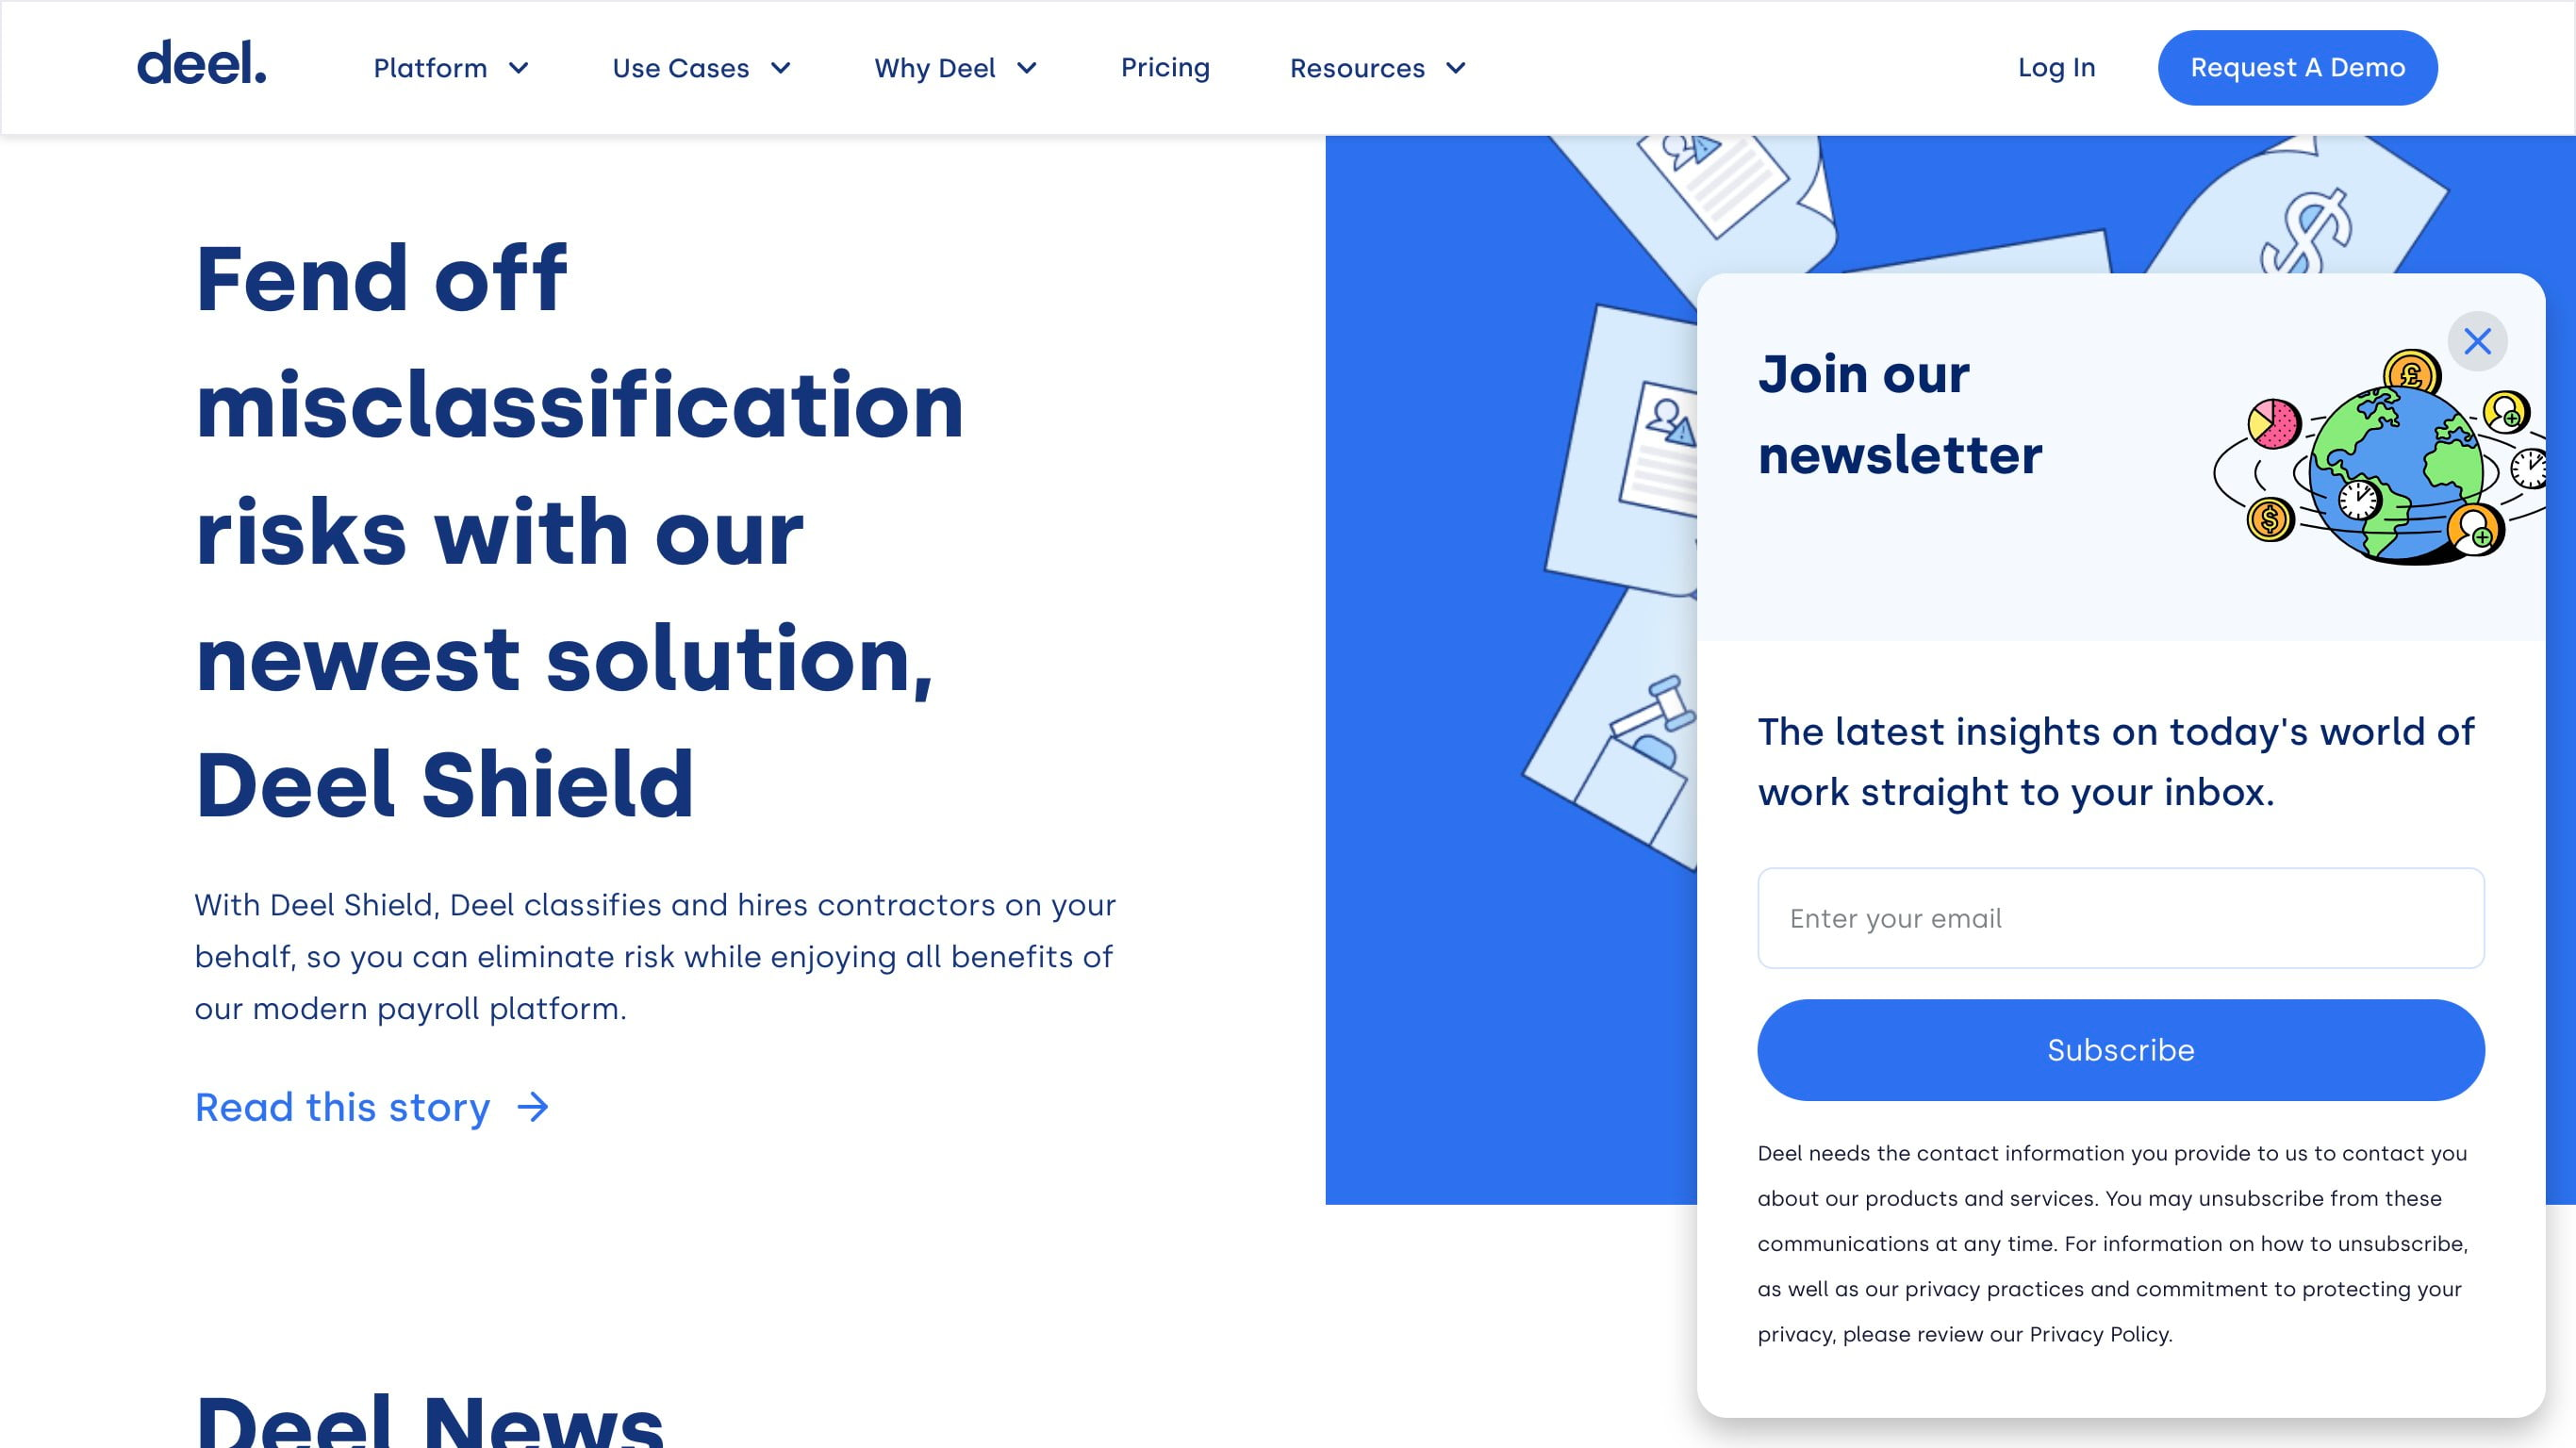 deel.
Platform
Use Cases
Why Deel
Pricing
Resources
Log In
Request A Demo
Fend off
misclassification
risks with our
newest solution,
Deel Shield
With Deel Shield, Deel classifies and hires contractors on your
behalf, so you can eliminate risk while enjoying all benefits of
our modern payroll platform.
Read this story
Deel News
$
Join our
newsletter
£
$
The latest insights on today's world of
work straight to your inbox.
Enter your email
Subscribe
Deel needs the contact information you provide to us to contact you
about our products and services. You may unsubscribe from these
communications at any time. For information on how to unsubscribe,
as well as our privacy practices and commitment to protecting your
privacy, please review our Privacy Policy.